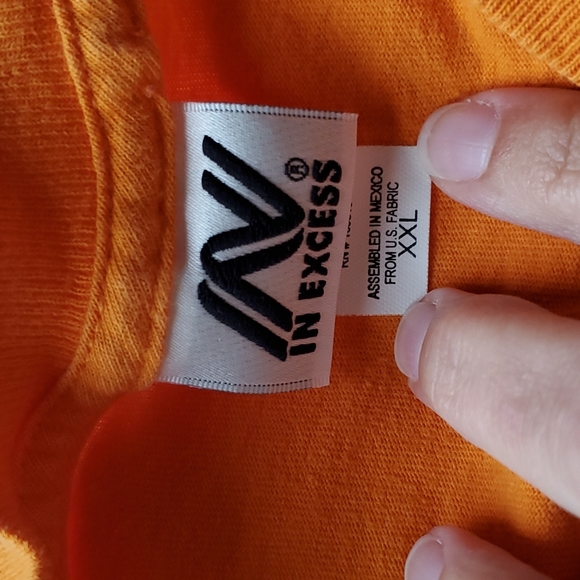 IN EXCESS ®
ASSEMBLED IN MEXICO
FROM U.S. FABRIC
XXL